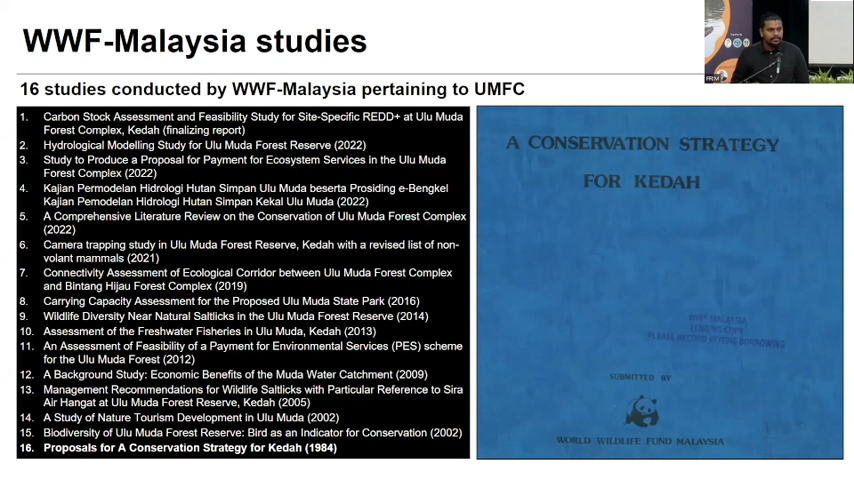 WWF-Malaysia studies
16 studies conducted by WWF-Malaysia pertaining to UMFC
1. Carbon Stock Assessment and Feasibility Study for Site-Specific REDD+ at Ulu Muda
Forest Complex, Kedah (finalizing report)
2. Hydrological Modelling Study for Ulu Muda Forest Reserve (2022)
3. Study to Produce a Proposal for Payment for Ecosystem Services in the Ulu Muda
Forest Complex (2022)
4. Kajian Permodelan Hidrologi Hutan Simpan Ulu Muda beserta Prosiding e-Bengkel
Kajian Pemodelan Hidrologi Hutan Simpan Kekal Ulu Muda (2022)
5. A Comprehensive Literature Review on the Conservation of Ulu Muda Forest Complex
(2022)
6. Camera trapping study in Ulu Muda Forest Reserve, Kedah with a revised list of non-
volant mammals (2021)
7. Connectivity Assessment of Ecological Corridor between Ulu Muda Forest Complex
and Bintang Hijau Forest Complex (2019)
8. Carrying Capacity Assessment for the Proposed Ulu Muda State Park (2016)
9. Wildlife Diversity Near Natural Saltlicks in the Ulu Muda Forest Reserve (2014)
10. Assessment of the Freshwater Fisheries in Ulu Muda, Kedah (2013)
11. An Assessment of Feasibility of a Payment for Environmental Services (PES) scheme
for the Ulu Muda Forest (2012)
12. A Background Study: Economic Benefits of the Muda Water Catchment (2009)
13. Management Recommendations for Wildlife Saltlicks with Particular Reference to Sira
Air Hangat at Ulu Muda Forest Reserve, Kedah (2005)
14. A Study of Nature Tourism Development in Ulu Muda (2002)
15. Biodiversity of Ulu Muda Forest Reserve: Bird as an Indicator for Conservation (2002)
16. Proposals for A Conservation Strategy for Kedah (1984)
A CONSERVATION STRATEGY
FOR KEDAH
WWF MALAYSIA
LENDING COPY
PLEASE RECORD BEFORE BORROWING
SUBMITTED BY
WORLD WILDLIFE FUND MALAYSIA
FRIM